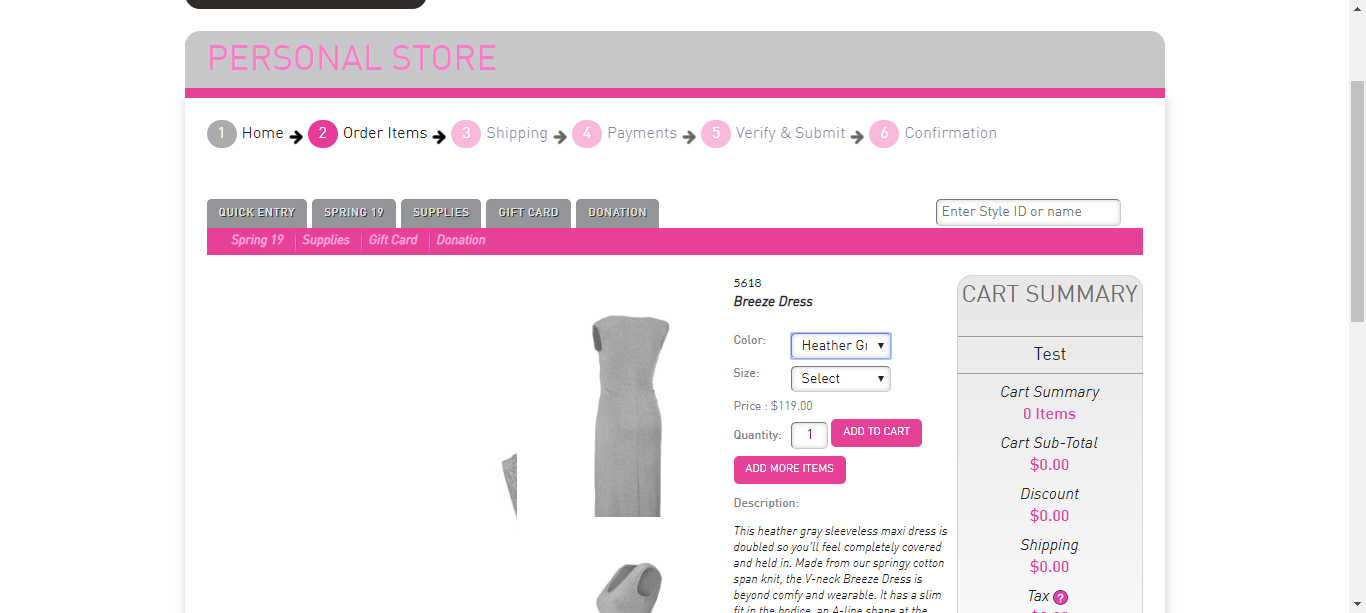 PERSONAL STORE
1 Home 2 Order Items 3 Shipping 4 Payments 5 Verify & Submit 6 Confirmation
QUICK ENTRY SPRING 19 SUPPLIES GIFT CARD DONATION Enter Style ID or name
Spring 19 Supplies Gift Card Donation
5618
Breeze Dress
Color: Heather Gr
Size: Select
Price : $119.00
Quantity: 1 ADD TO CART
ADD MORE ITEMS
Description:
This heather gray sleeveless maxi dress is
doubled so you'll feel completely covered
and held in. Made from our springy cotton
span knit, the V-neck Breeze Dress is
beyond comfy and wearable. It has a slim
fit in the bodice, an A-line shape at the
CART SUMMARY
Test
Cart Summary
0 Items
Cart Sub-Total
$0.00
Discount
$0.00
Shipping
$0.00
Tax ?